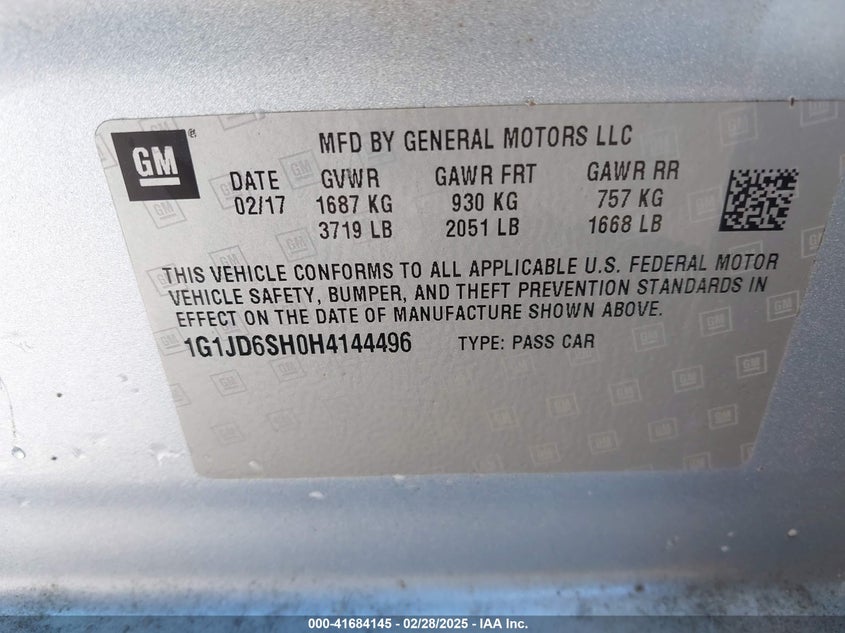 GM
MFD BY GENERAL MOTORS LLC
DATE GVWR GAWR FRT GAWR RR
02/17 1687 KG 930 KG 757 KG
3719 LB 2051 LB 1668 LB
THIS VEHICLE CONFORMS TO ALL APPLICABLE U.S. FEDERAL MOTOR
VEHICLE SAFETY, BUMPER, AND THEFT PREVENTION STANDARDS IN
EFFECT ON THE DATE OF MANUFACTURE SHOWN ABOVE.
1G1JD6SH0H4144496 TYPE: PASS CAR
000-41684145 - 02/28/2025 - IAA Inc.